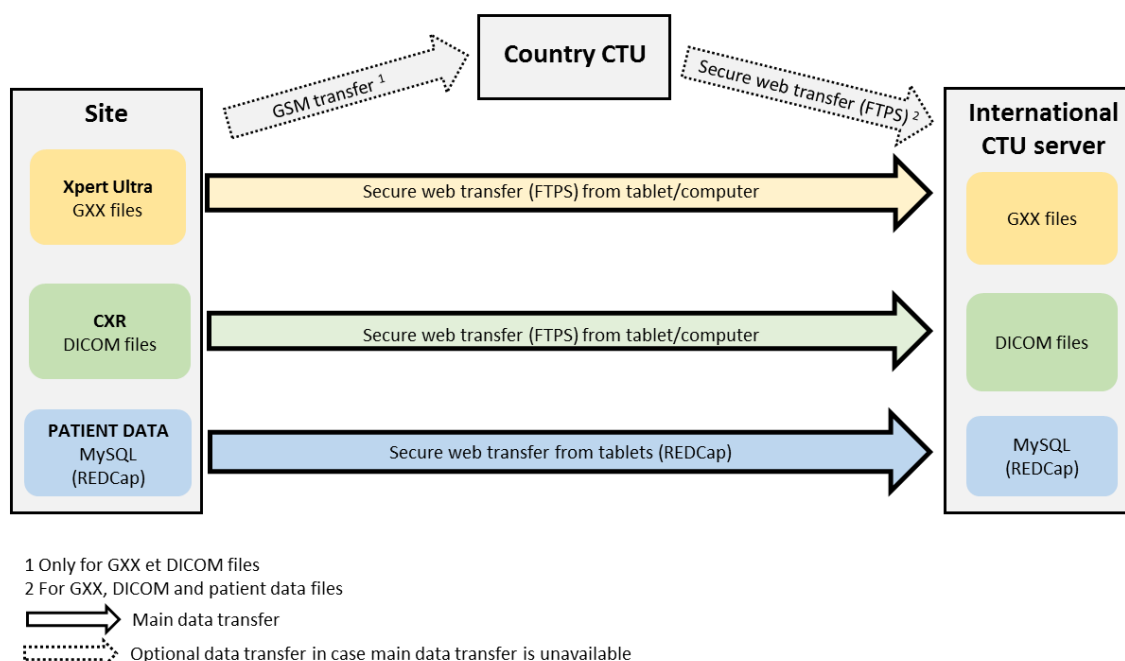 Country CTU
GSM transfer 1
Secure web transfer (FTPS) 2
Site
International
CTU server
Xpert Ultra
GXX files
Secure web transfer (FTPS) from tablet/computer
GXX files
CXR
DICOM files
Secure web transfer (FTPS) from tablet/computer
DICOM files
PATIENT DATA
MySQL
(REDCap)
Secure web transfer from tablets (REDCap)
MySQL
(REDCap)
1 Only for GXX et DICOM files
2 For GXX, DICOM and patient data files
Main data transfer
Optional data transfer in case main data transfer is unavailable